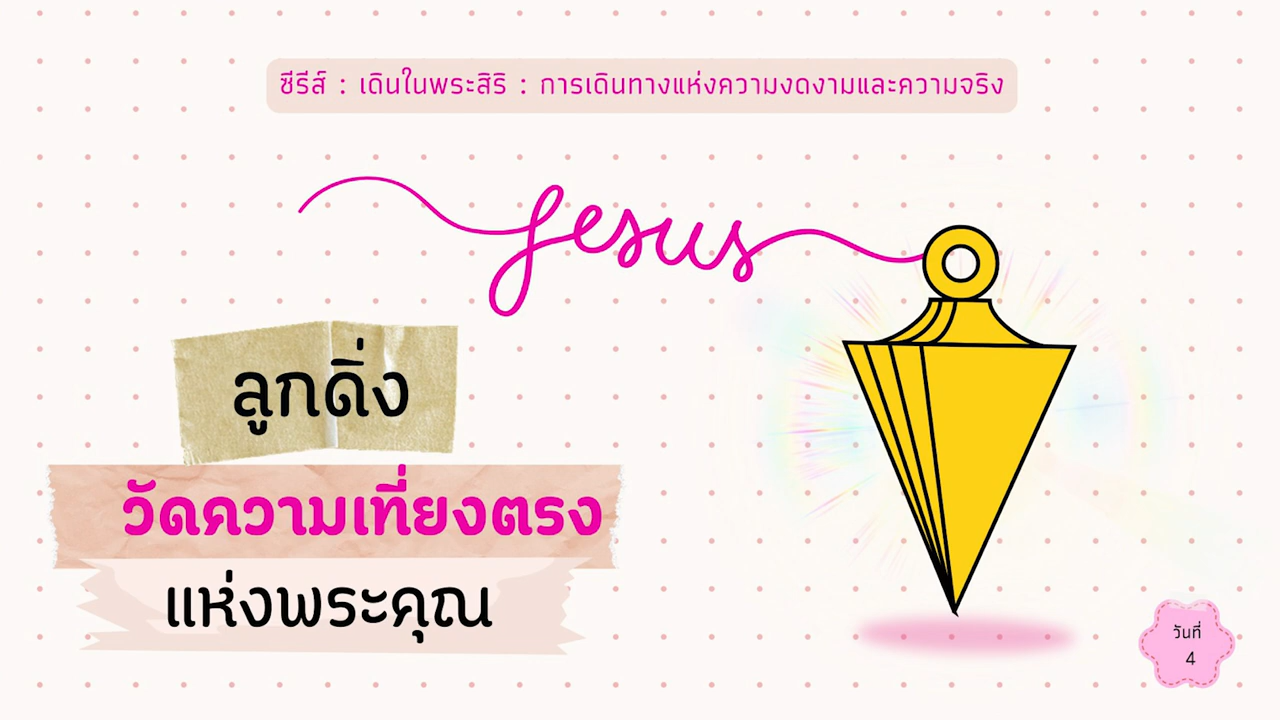 ซีรีส์ : เดินในพระสิริ : การเดินทางแห่งความงดงามและความจริง
Jesus
ลูกดิ่ง
วัดความเที่ยงตรง
แห่งพระคุณ
วันที่
4